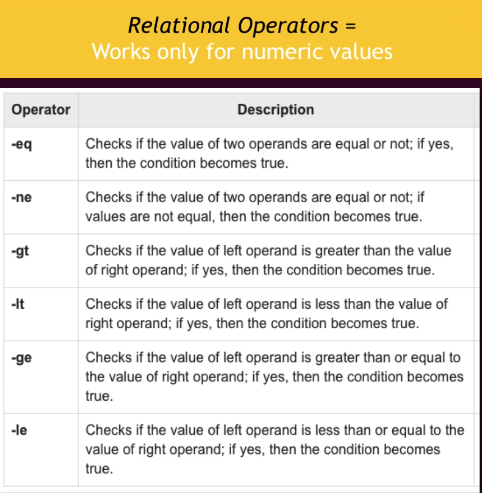 Relational Operators =
Works only for numeric values
Operator Description
-eq Checks if the value of two operands are equal or not; if yes,
then the condition becomes true.
-ne Checks if the value of two operands are equal or not; if
values are not equal, then the condition becomes true.
-gt Checks if the value of left operand is greater than the value
of right operand; if yes, then the condition becomes true.
-lt Checks if the value of left operand is less than the value of
right operand; if yes, then the condition becomes true.
-ge Checks if the value of left operand is greater than or equal to
the value of right operand; if yes, then the condition becomes
true.
-le Checks if the value of left operand is less than or equal to the
value of right operand; if yes, then the condition becomes
true.